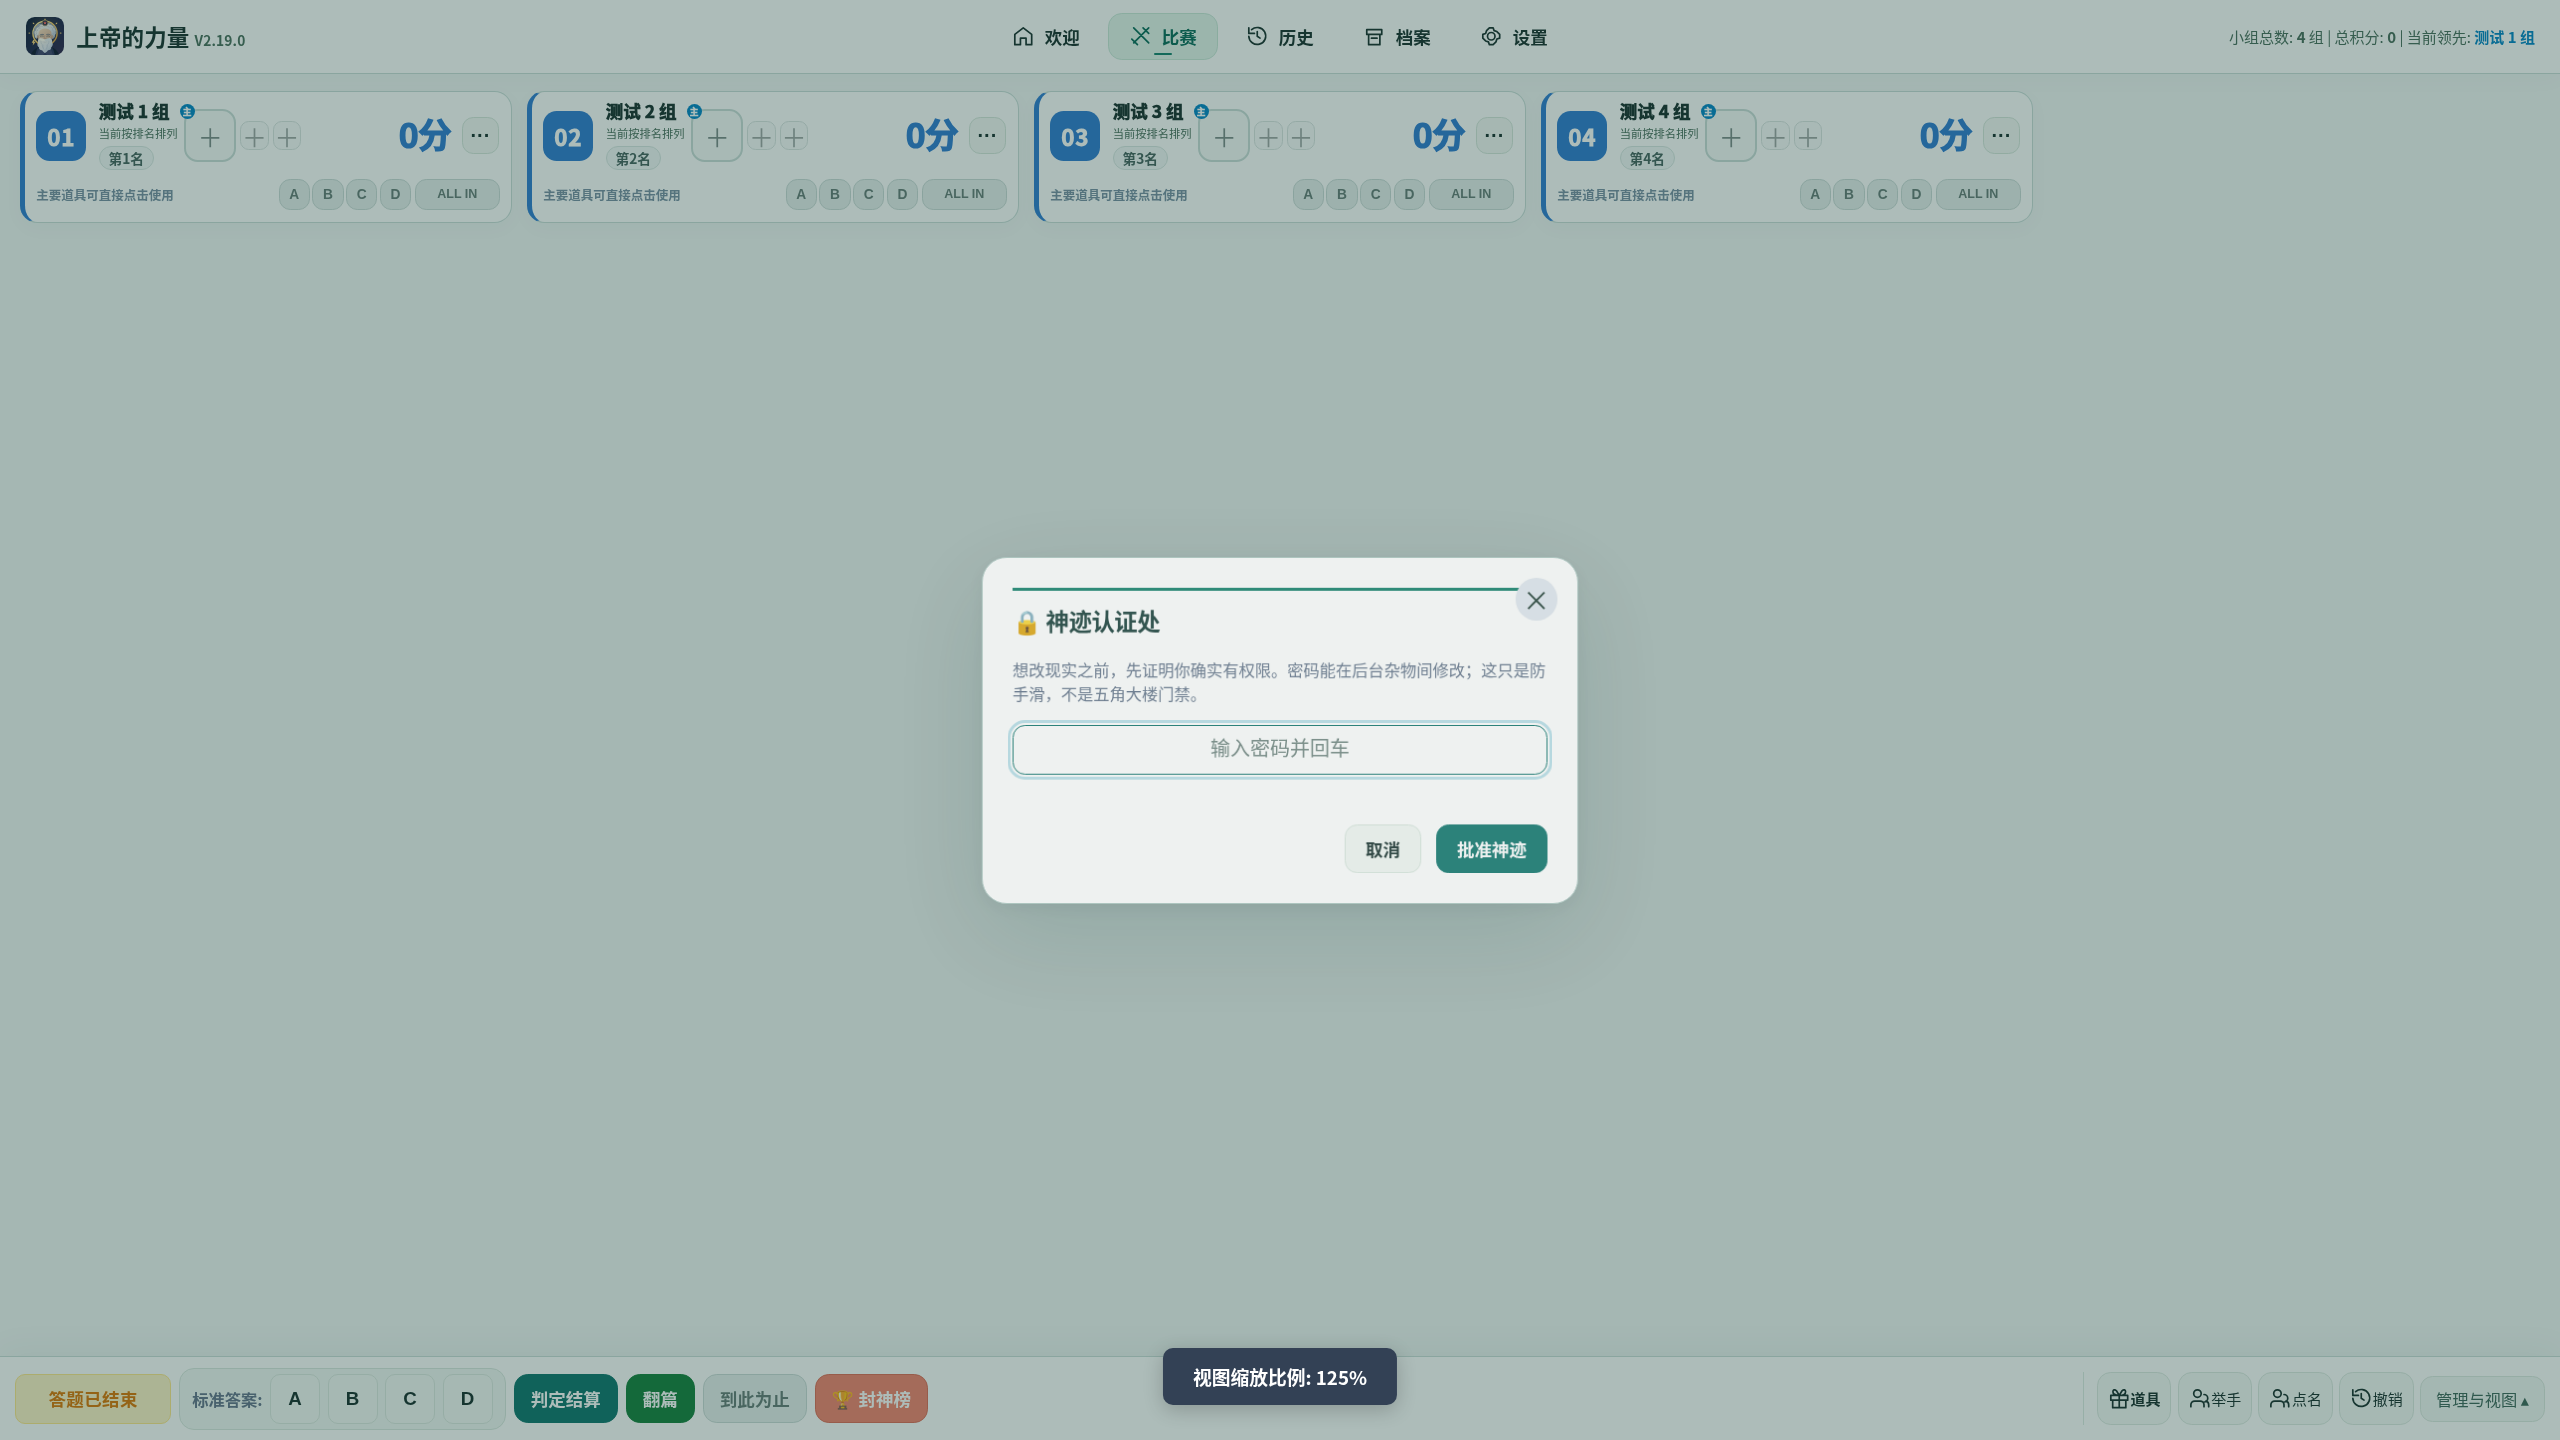 上帝的力量 V2.19.0
欢迎
比赛
历史
档案
设置
小组总数: 4 组 | 总积分: 0 | 当前领先: 测试 1 组
01
测试 1 组
主
当前按排名排列
第1名
0分
...
主要道具可直接点击使用
A B C D ALL IN
02
测试 2 组
主
当前按排名排列
第2名
0分
...
主要道具可直接点击使用
A B C D ALL IN
03
测试 3 组
主
当前按排名排列
第3名
0分
...
主要道具可直接点击使用
A B C D ALL IN
04
测试 4 组
主
当前按排名排列
第4名
0分
...
主要道具可直接点击使用
A B C D ALL IN
🔒 神迹认证处
想改现实之前，先证明你确实有权限。密码能在后台杂物间修改；这只是防
手滑，不是五角大楼门禁。
输入密码并回车
取消
批准神迹
视图缩放比例: 125%
答题已结束
标准答案: A B C D
判定结算
翻篇
到此为止
🏆 封神榜
道具
举手
点名
撤销
管理与视图 ▴